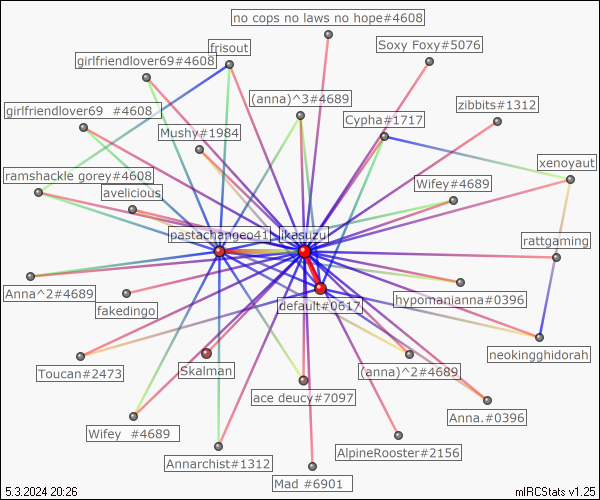 no cops no laws no hope#4608
Soxy Foxy#5076
frisout
girlfriendlover69#4608
(anna)^3#4689
zibbits#1312
girlfriendlover69  #4608
Cypha#1717
Mushy#1984
xenoyaut
ramshackle gorey#4608
Wifey#4689
avelicious
pastachangeo41
ikasuzu
rattgaming
Anna^2#4689
fakedingo
hypomanianna#0396
default#0617
neokingghidorah
Toucan#2473
Skalman
(anna)^2#4689
ace deucy#7097
Anna.#0396
Wifey  #4689
AlpineRooster#2156
Annarchist#1312
Mad #6901
5.3.2024 20:26
mIRCStats v1.25